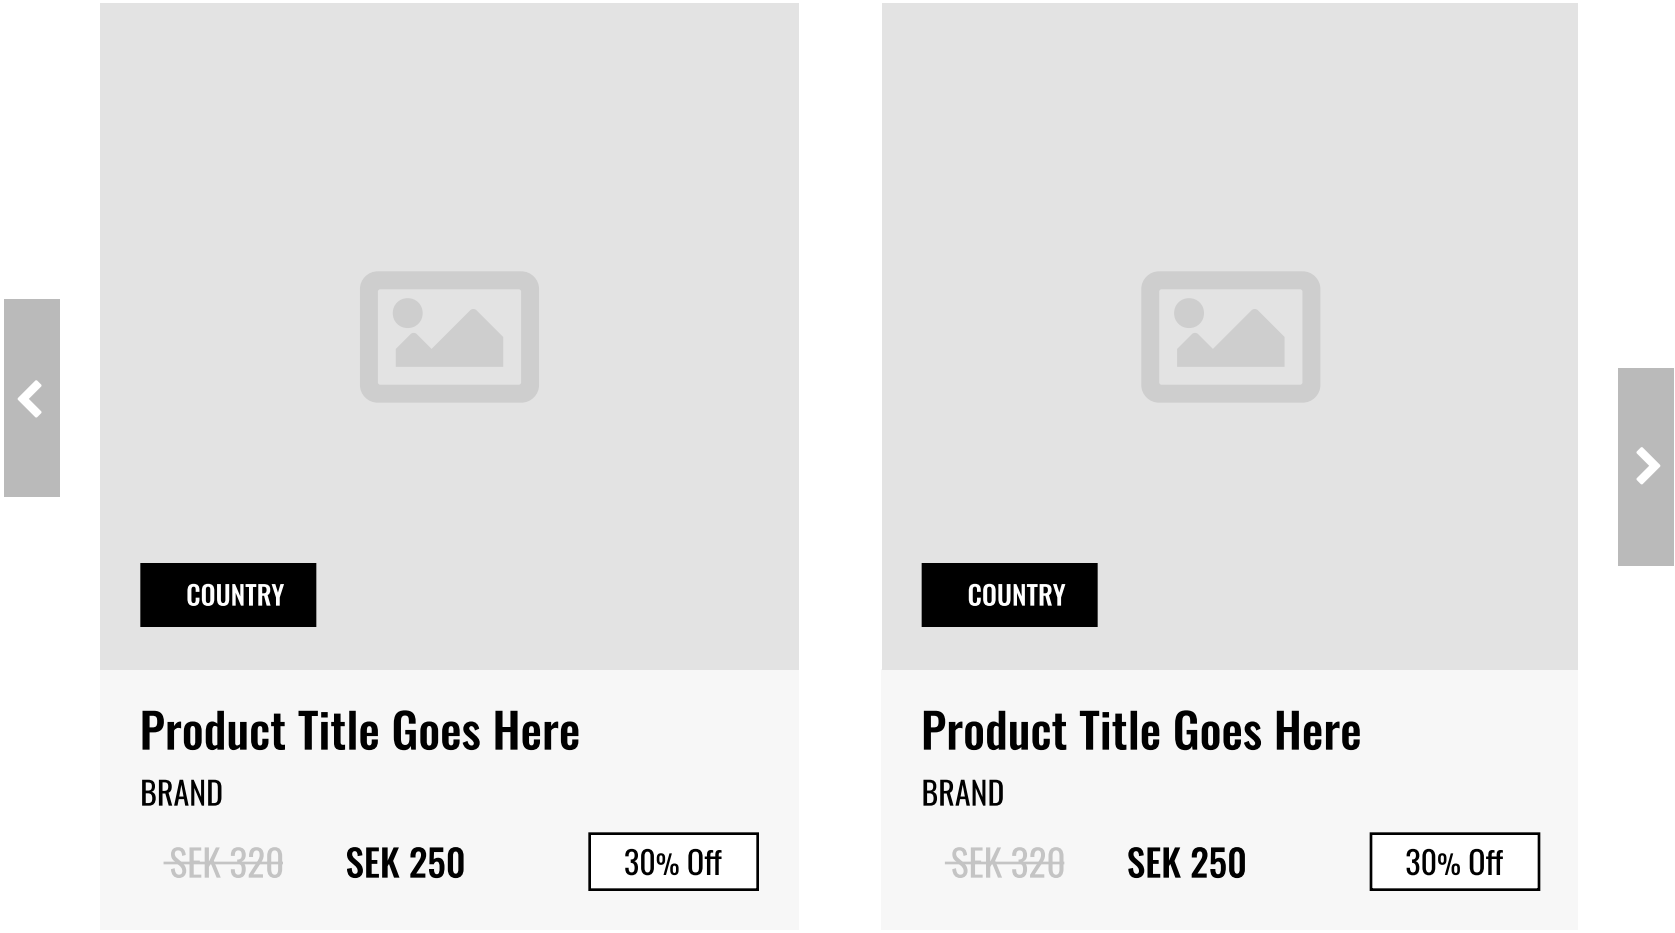 COUNTRY
Product Title Goes Here
BRAND
SEK 320 SEK 250 30% Off
COUNTRY
Product Title Goes Here
BRAND
SEK 320 SEK 250 30% Off